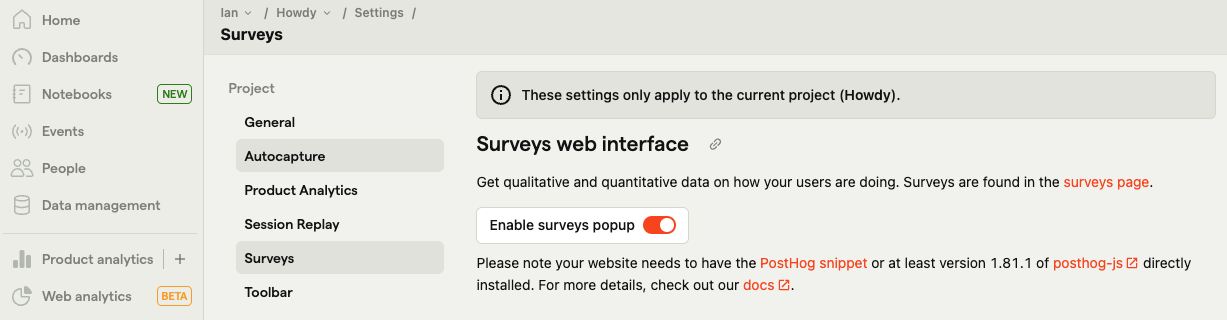 Home
Dashboards
Notebooks NEW
Events
People
Data management
Product analytics +
Web analytics BETA
Ian / Howdy / Settings /
Surveys
Project
General
Autocapture
Product Analytics
Session Replay
Surveys
Toolbar
These settings only apply to the current project (Howdy).
Surveys web interface
Get qualitative and quantitative data on how your users are doing. Surveys are found in the surveys page.
Enable surveys popup
Please note your website needs to have the PostHog snippet or at least version 1.81.1 of posthog-js directly
installed. For more details, check out our docs.